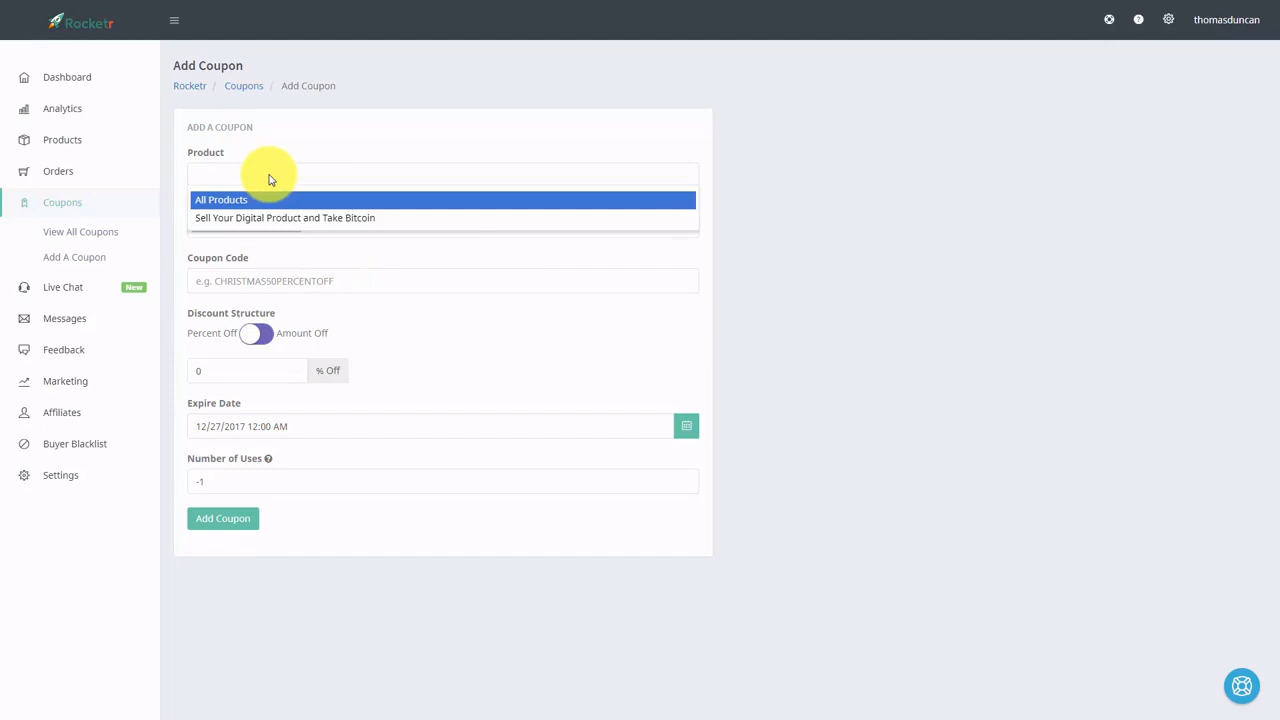 Rocketr
thomasduncan
Dashboard
Analytics
Products
Orders
Coupons
View All Coupons
Add A Coupon
Live Chat New
Messages
Feedback
Marketing
Affiliates
Buyer Blacklist
Settings
Add Coupon
Rocketr / Coupons / Add Coupon
ADD A COUPON
Product
All Products
Sell Your Digital Product and Take Bitcoin
Coupon Code
e.g. CHRISTMAS50PERCENTOFF
Discount Structure
Percent Off Amount Off
0 % Off
Expire Date
12/27/2017 12:00 AM
Number of Uses ?
-1
Add Coupon